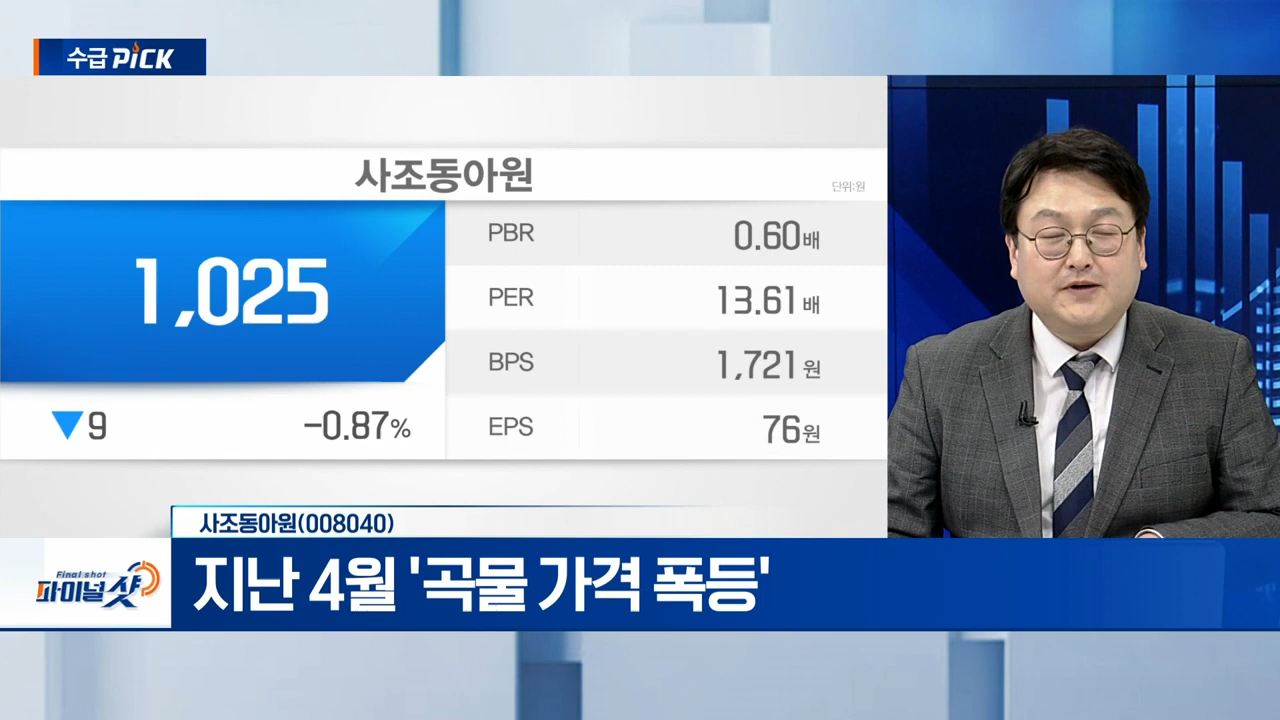 수급 PiCK
사조동아원
단위:원
1,025
▼9 -0.87%
PBR 0.60배
PER 13.61배
BPS 1,721원
EPS 76원
사조동아원(008040)
Final shot
파이널샷
지난 4월 '곡물 가격 폭등'